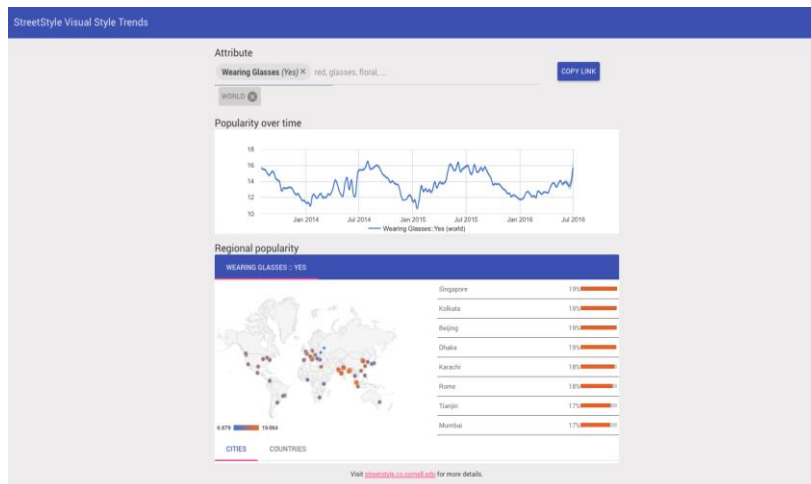 StreetStyle Visual Style Trends
Attribute
Wearing Glasses (Yes) × red, glasses, floral, ...
COPY LINK
WORLD
Popularity over time
18
16
14
12
10
Jan 2014 Jul 2014 Jan 2015 Jul 2015 Jan 2016 Jul 2016
Wearing Glasses::Yes (world)
Regional popularity
WEARING GLASSES :: YES
Singapore 19%
Kolkata 19%
Beijing 19%
Dhaka 19%
Karachi 18%
Rome 18%
Tianjin 17%
Mumbai 17%
CITIES COUNTRIES
Visit streetstyle.cs.cornell.edu for more details.